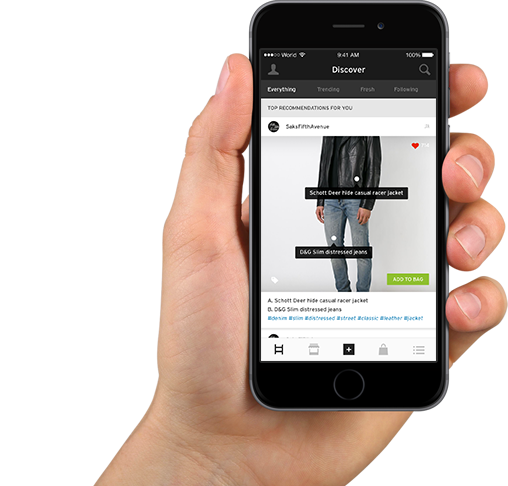 World 9:41 AM 100%
Discover
Everything Trending Fresh Following
TOP RECOMMENDATIONS FOR YOU
SaksFifthAvenue
Schott Deer hide casual racer jacket
D&G Slim distressed jeans
ADD TO BAG
A. Schott Deer hide casual racer jacket
B. D&G Slim distressed jeans
#denim #slim #distressed #street #classic #leather #jacket